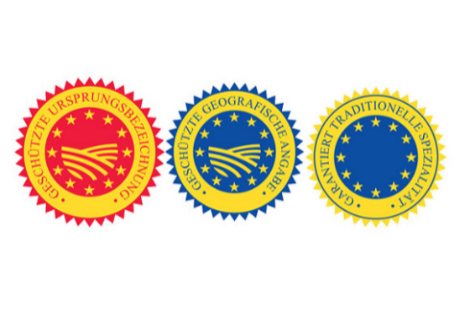 GESCHÜTZTE URSPRUNGSBEZEICHNUNG
GESCHÜTZTE GEOGRAFISCHE ANGABE
GARANTIERT TRADITIONELLE SPEZIALITÄT